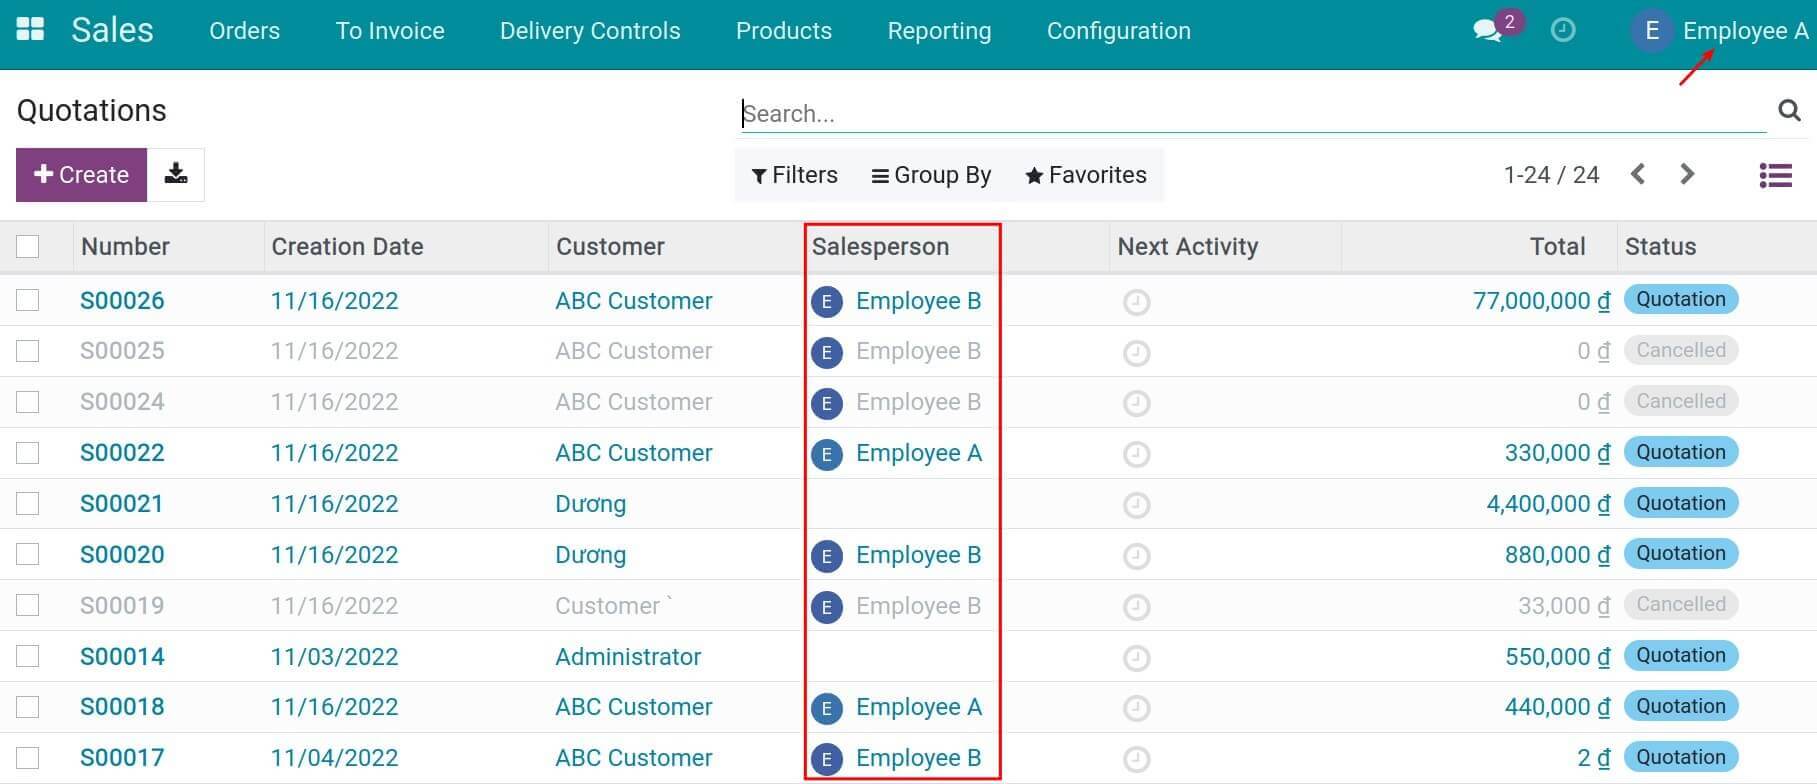 Sales Orders To Invoice Delivery Controls Products Reporting Configuration 2 E Employee A
Quotations
Search...
Create
Filters Group By Favorites
1-24 / 24
Number Creation Date Customer Salesperson Next Activity Total Status
S00026 11/16/2022 ABC Customer E Employee B 77,000,000 ₫ Quotation
S00025 11/16/2022 ABC Customer E Employee B 0 ₫ Cancelled
S00024 11/16/2022 ABC Customer E Employee B 0 ₫ Cancelled
S00022 11/16/2022 ABC Customer E Employee A 330,000 ₫ Quotation
S00021 11/16/2022 Dương 4,400,000 ₫ Quotation
S00020 11/16/2022 Dương E Employee B 880,000 ₫ Quotation
S00019 11/16/2022 Customer ` E Employee B 33,000 ₫ Cancelled
S00014 11/03/2022 Administrator 550,000 ₫ Quotation
S00018 11/16/2022 ABC Customer E Employee A 440,000 ₫ Quotation
S00017 11/04/2022 ABC Customer E Employee B 2 ₫ Quotation